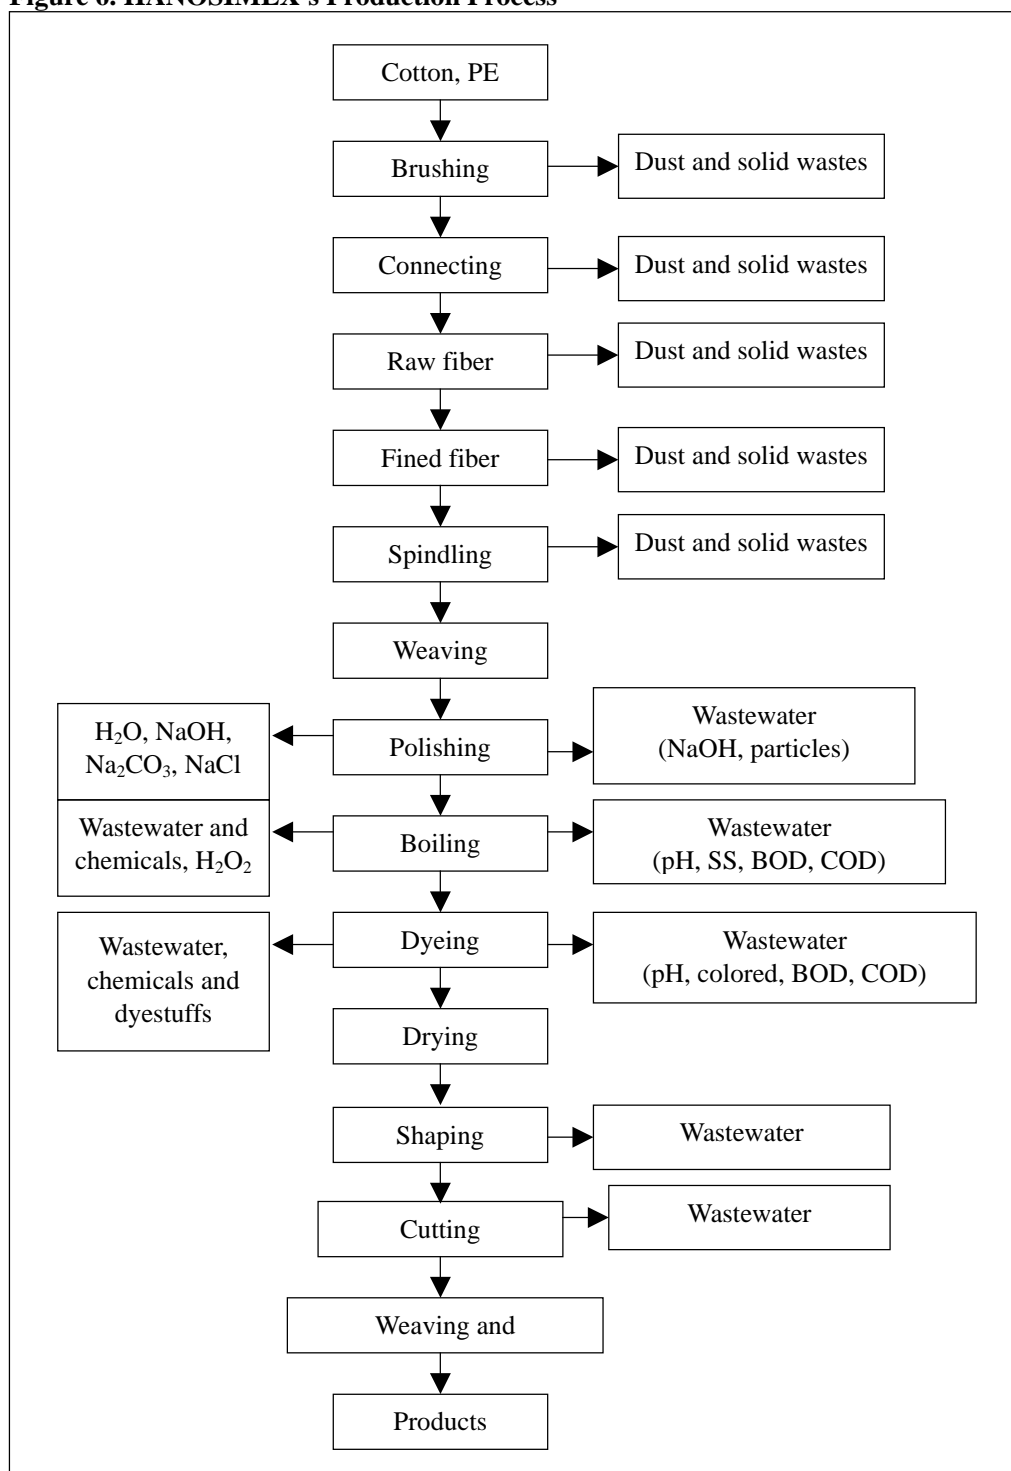 Figure 6. HANOSIMEX's Production Process
Cotton, PE
Brushing
Dust and solid wastes
Connecting
Dust and solid wastes
Raw fiber
Dust and solid wastes
Fined fiber
Dust and solid wastes
Spindling
Dust and solid wastes
Weaving
H₂O, NaOH,
Na₂CO₃, NaCl
Polishing
Wastewater
(NaOH, particles)
Wastewater and
chemicals, H₂O₂
Boiling
Wastewater
(pH, SS, BOD, COD)
Wastewater,
chemicals and
dyestuffs
Dyeing
Wastewater
(pH, colored, BOD, COD)
Drying
Shaping
Wastewater
Cutting
Wastewater
Weaving and
Products